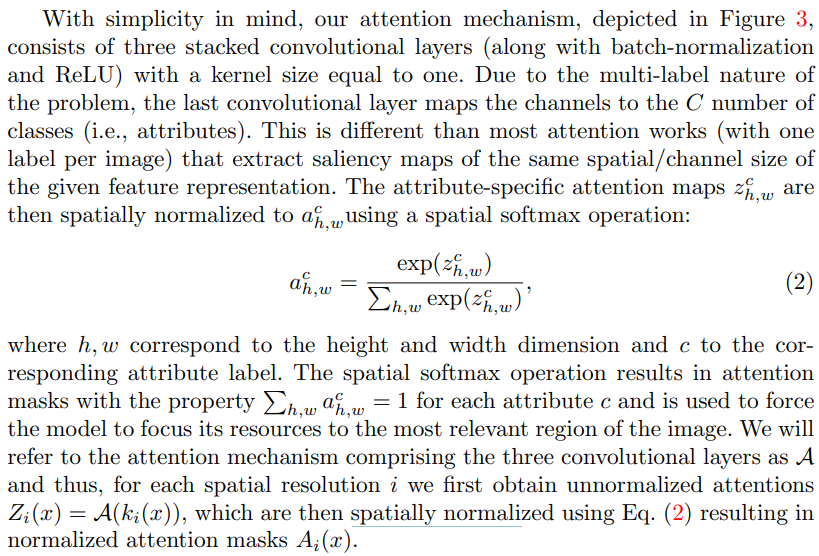 With simplicity in mind, our attention mechanism, depicted in Figure 3,
consists of three stacked convolutional layers (along with batch-normalization
and ReLU) with a kernel size equal to one. Due to the multi-label nature of
the problem, the last convolutional layer maps the channels to the C number of
classes (i.e., attributes). This is different than most attention works (with one
label per image) that extract saliency maps of the same spatial/channel size of
the given feature representation. The attribute-specific attention maps $z^c_{h,w}$ are
then spatially normalized to $a^c_{h,w}$ using a spatial softmax operation:
$a^c_{h,w} = \frac{\exp(z^c_{h,w})}{\sum_{h,w} \exp(z^c_{h,w})},$ (2)
where h, w correspond to the height and width dimension and c to the cor-
responding attribute label. The spatial softmax operation results in attention
masks with the property $\sum_{h,w} a^c_{h,w} = 1$ for each attribute c and is used to force
the model to focus its resources to the most relevant region of the image. We will
refer to the attention mechanism comprising the three convolutional layers as $\mathcal{A}$
and thus, for each spatial resolution i we first obtain unnormalized attentions
$Z_i(x) = \mathcal{A}(k_i(x))$, which are then spatially normalized using Eq. (2) resulting in
normalized attention masks $A_i(x)$.